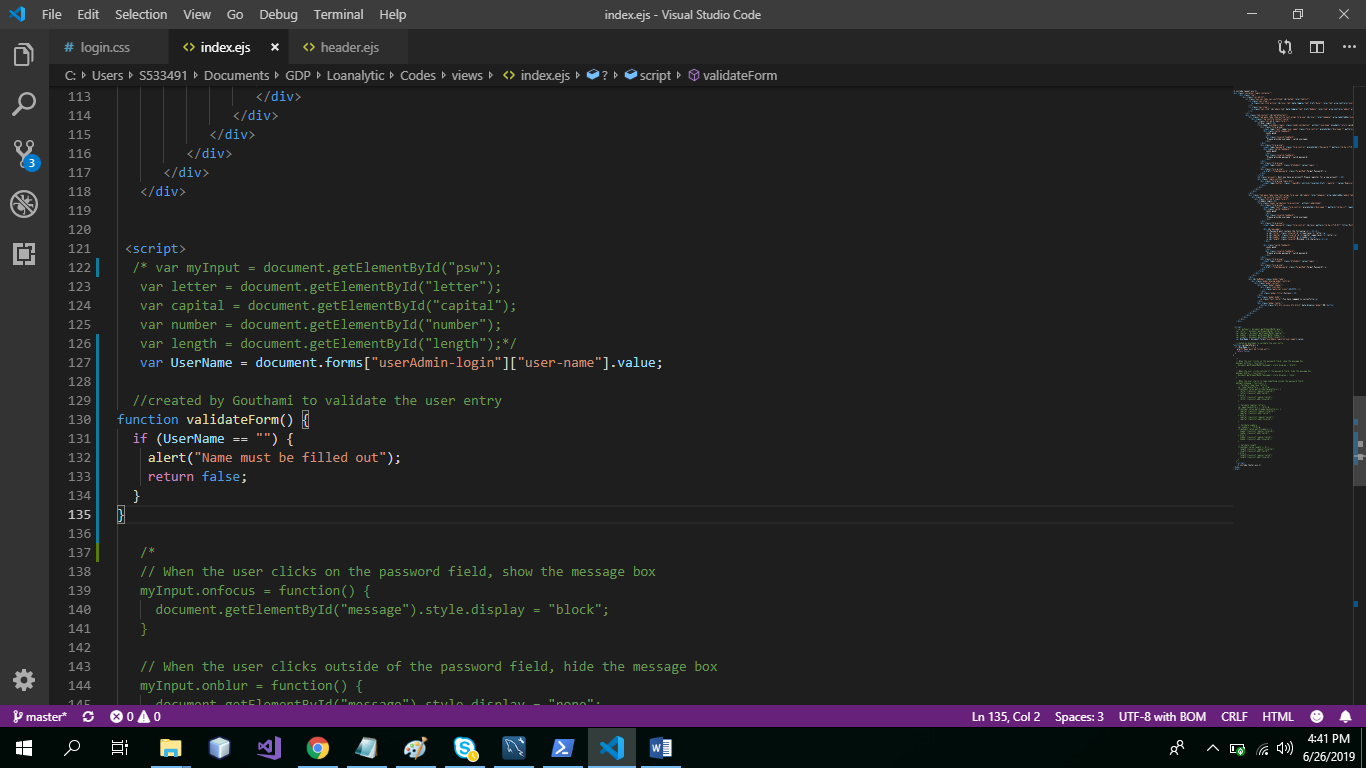 File Edit Selection View Go Debug Terminal Help
index.ejs - Visual Studio Code
# login.css <> index.ejs × <> header.ejs
C: Users S533491 Documents GDP Loanalytic Codes views <> index.ejs ? script validateForm
113 </div>
114 </div>
115 </div>
116 </div>
117 </div>
118 </div>
119
120
121 <script>
122 /* var myInput = document.getElementById("psw");
123 var letter = document.getElementById("letter");
124 var capital = document.getElementById("capital");
125 var number = document.getElementById("number");
126 var length = document.getElementById("length");*/
127 var UserName = document.forms["userAdmin-login"]["user-name"].value;
128
129 //created by Gouthami to validate the user entry
130 function validateForm() {
131 if (UserName == "") {
132 alert("Name must be filled out");
133 return false;
134 }
135 }
136
137 /*
138 // When the user clicks on the password field, show the message box
139 myInput.onfocus = function() {
140 document.getElementById("message").style.display = "block";
141 }
142
143 // When the user clicks outside of the password field, hide the message box
144 myInput.onblur = function() {
145 document.getElementById("message").style.display = "none";
3
master* 0 0 Ln 135, Col 2 Spaces: 3 UTF-8 with BOM CRLF HTML
4:41 PM
6/26/2019